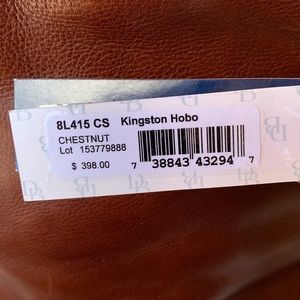 8L415 CS Kingston Hobo
CHESTNUT
Lot 153779888
$ 398.00
7 38843 43294 7